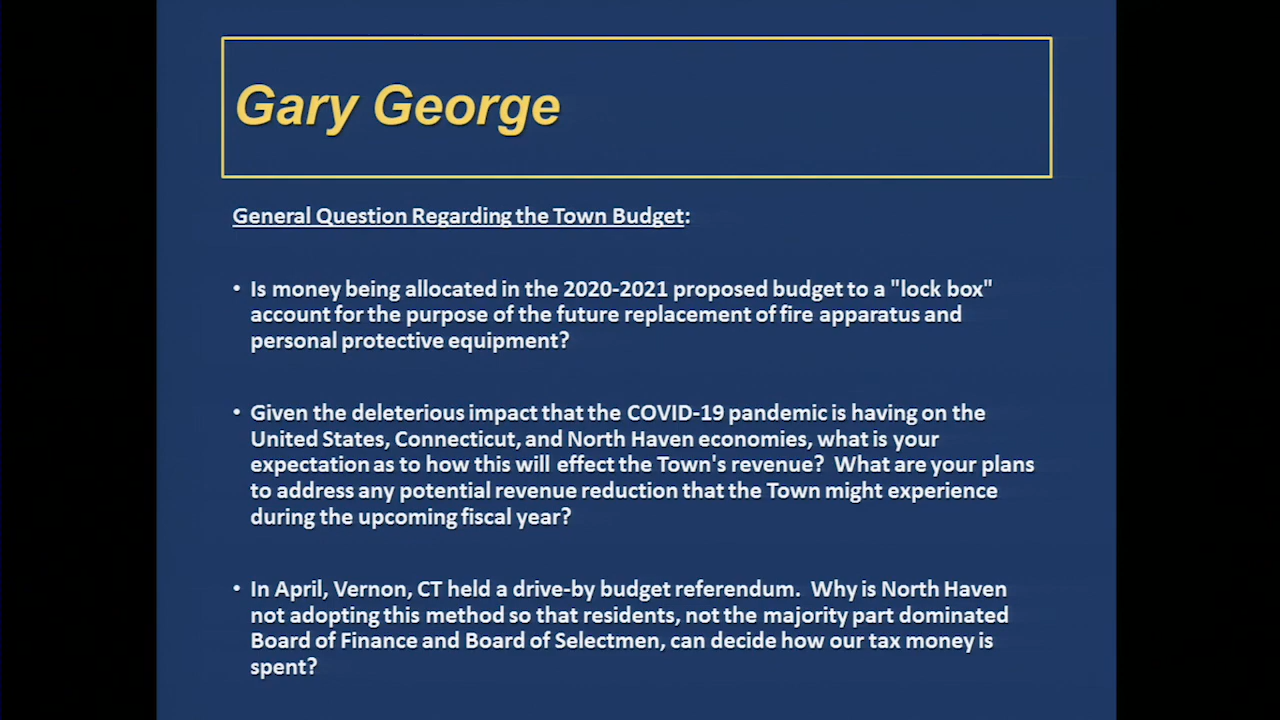 Gary George
General Question Regarding the Town Budget:
• Is money being allocated in the 2020-2021 proposed budget to a "lock box"
account for the purpose of the future replacement of fire apparatus and
personal protective equipment?
• Given the deleterious impact that the COVID-19 pandemic is having on the
United States, Connecticut, and North Haven economies, what is your
expectation as to how this will effect the Town's revenue?  What are your plans
to address any potential revenue reduction that the Town might experience
during the upcoming fiscal year?
• In April, Vernon, CT held a drive-by budget referendum.  Why is North Haven
not adopting this method so that residents, not the majority part dominated
Board of Finance and Board of Selectmen, can decide how our tax money is
spent?